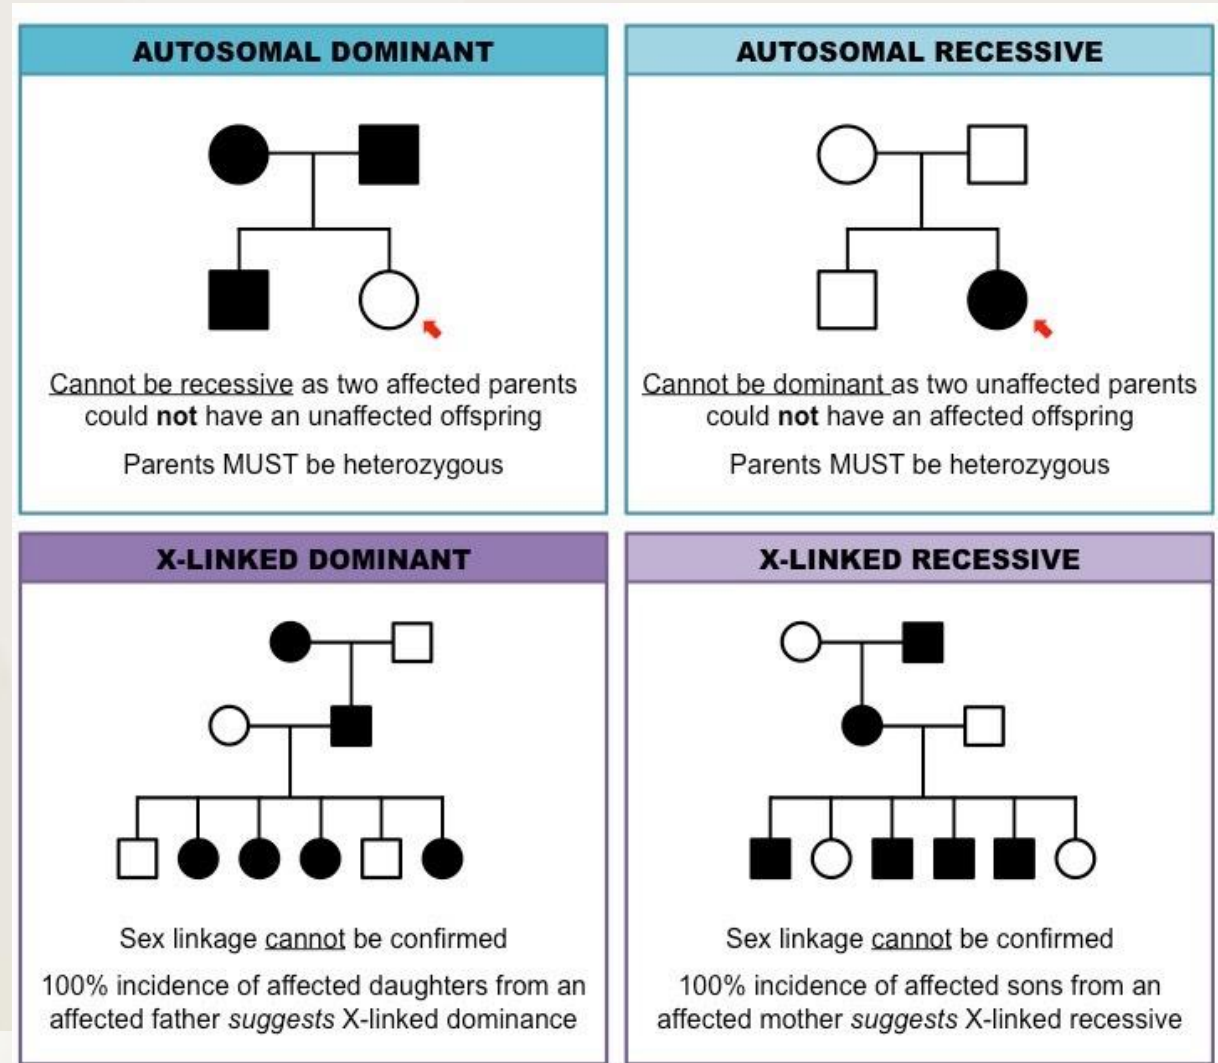 AUTOSOMAL DOMINANT
Cannot be recessive as two affected parents
could not have an unaffected offspring
Parents MUST be heterozygous
AUTOSOMAL RECESSIVE
Cannot be dominant as two unaffected parents
could not have an affected offspring
Parents MUST be heterozygous
X-LINKED DOMINANT
Sex linkage cannot be confirmed
100% incidence of affected daughters from an
affected father suggests X-linked dominance
X-LINKED RECESSIVE
Sex linkage cannot be confirmed
100% incidence of affected sons from an
affected mother suggests X-linked recessive